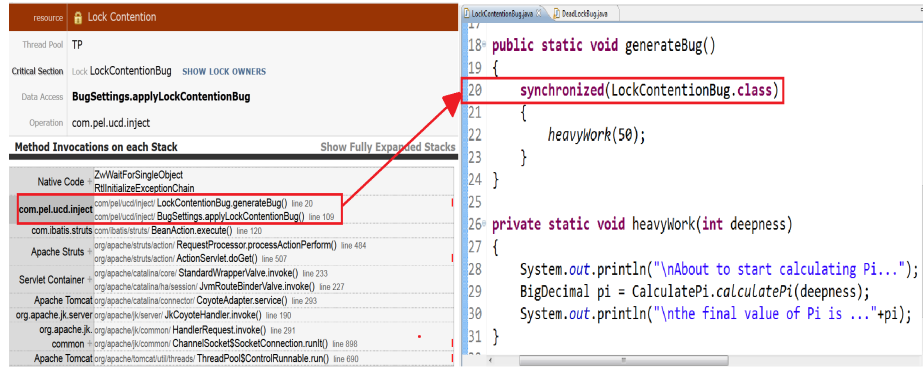 resource Lock Contention
Thread Pool TP
Critical Section Lock LockContentionBug SHOW LOCK OWNERS
Data Access BugSettings.applyLockContentionBug
Operation com.pel.ucd.inject
Method Invocations on each Stack Show Fully Expanded Stacks
Native Code + ZwWaitForSingleObject
RtlInitializeExceptionChain
com.pel.ucd.inject com/pel/ucd/inject/ LockContentionBug.generateBug() line 20
com/pel/ucd/inject/ BugSettings.applyLockContentionBug() line 109
com.ibatis.struts com/ibatis/struts/ BeanAction.execute() line 120
Apache Struts + org/apache/struts/action/ RequestProcessor.processActionPerform() line 484
org/apache/struts/action/ ActionServlet.doGet() line 507
Servlet Container + org/apache/catalina/core/ StandardWrapperValve.invoke() line 233
org/apache/catalina/ha/session/ JvmRouteBinderValve.invoke() line 227
Apache Tomcat org/apache/catalina/connector/ CoyoteAdapter.service() line 293
org.apache.jk.server org/apache/jk/server/ JkCoyoteHandler.invoke() line 190
org.apache.jk. org/apache/jk/common/ HandlerRequest.invoke() line 291
common + org/apache/jk/common/ ChannelSocket$SocketConnection.runIt() line 898
Apache Tomcat org/apache/tomcat/util/threads/ ThreadPool$ControlRunnable.run() line 690
LockContentionBug.java DeadLockBug.java
17
18 public static void generateBug()
19 {
20 synchronized(LockContentionBug.class)
21 {
22 heavyWork(50);
23 }
24 }
25
26 private static void heavyWork(int deepness)
27 {
28 System.out.println("\nAbout to start calculating Pi...");
29 BigDecimal pi = CalculatePi.calculatePi(deepness);
30 System.out.println("\nthe final value of Pi is ..."+pi);
31 }